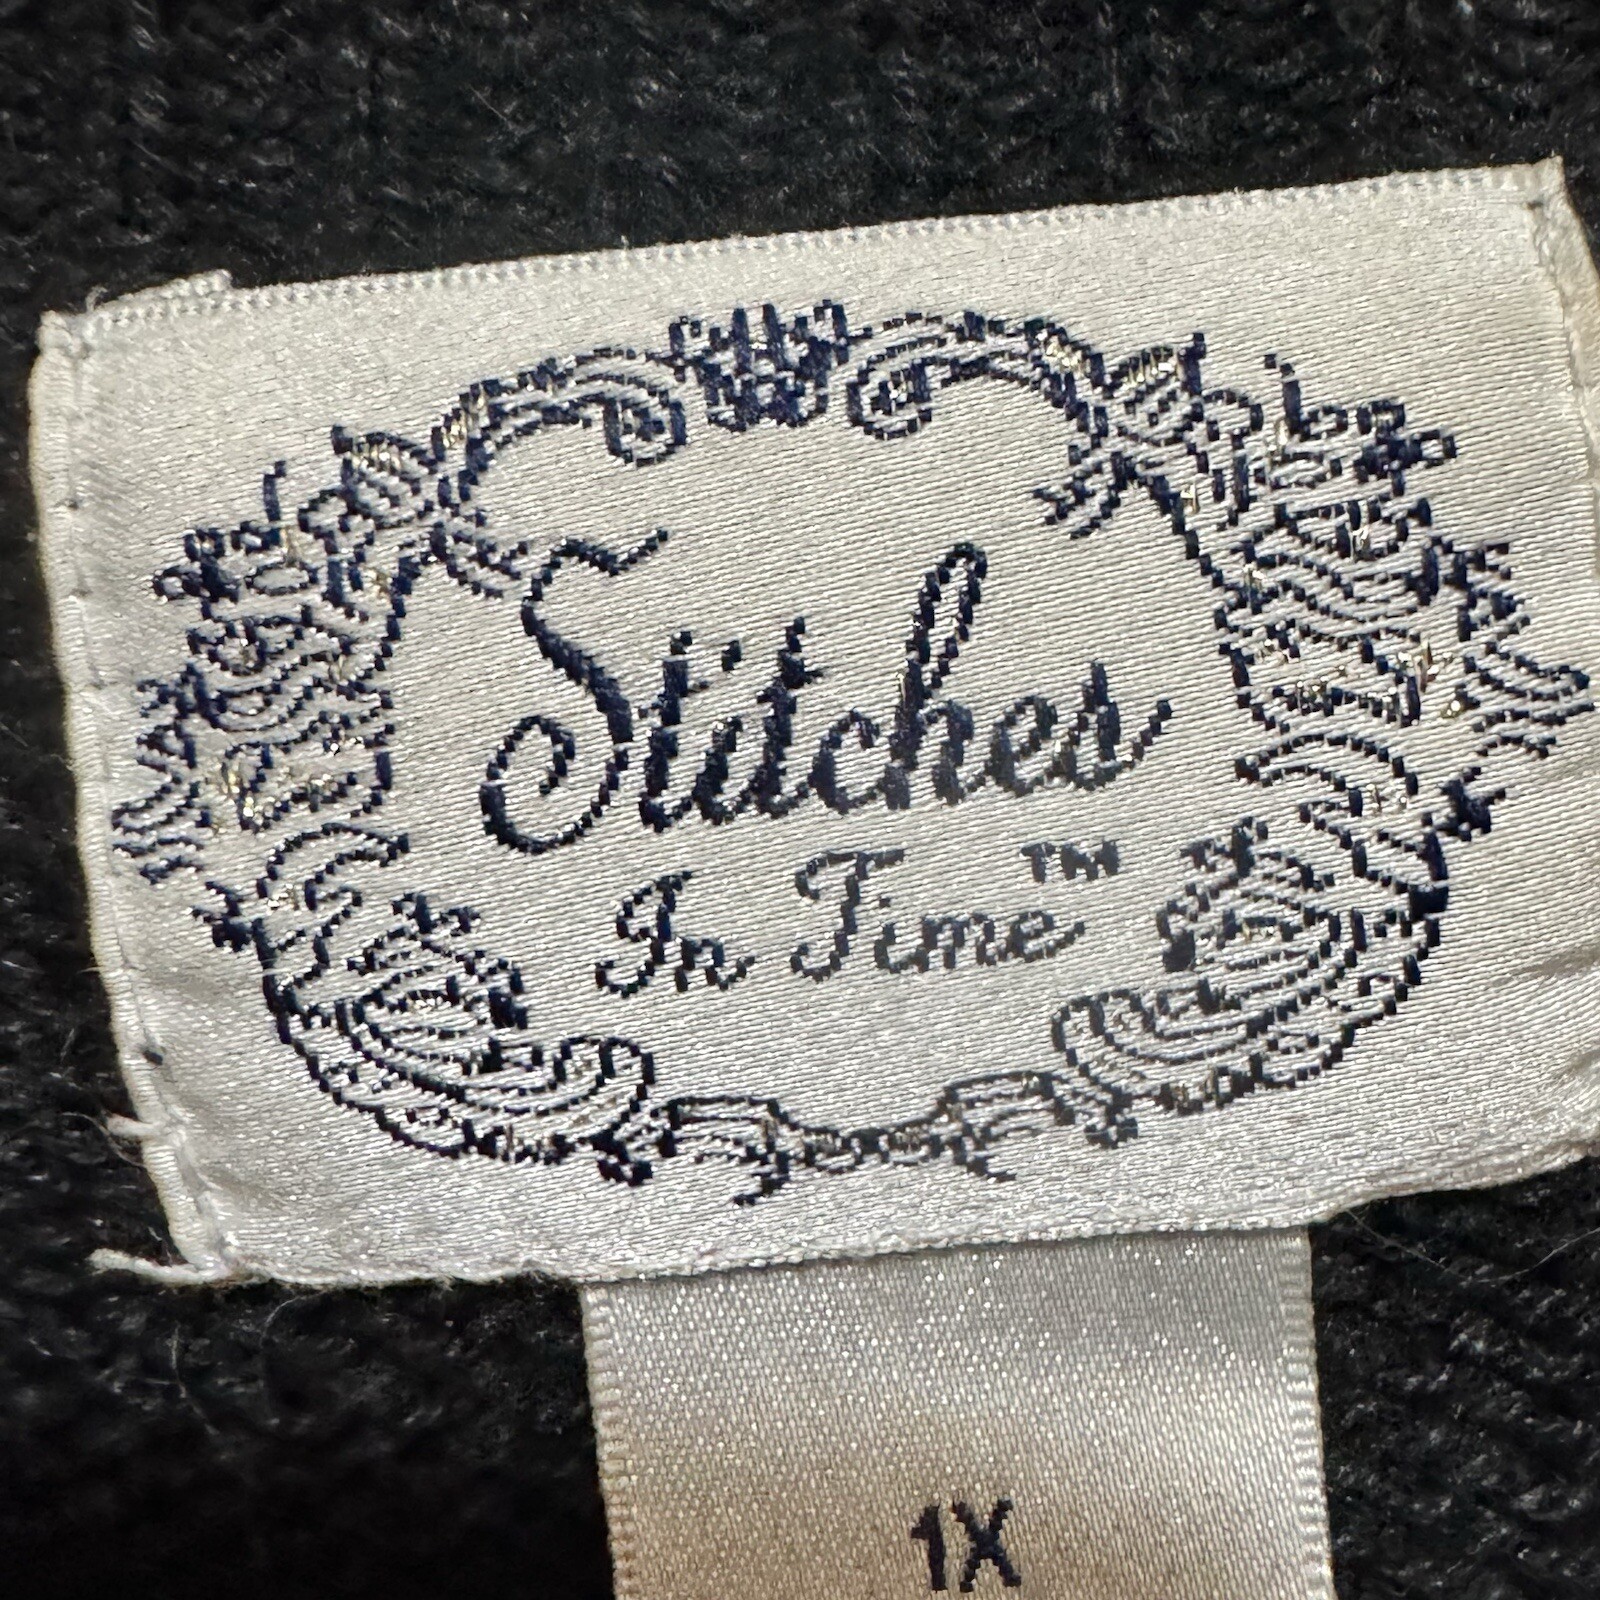 Stitches
In Time™
1X